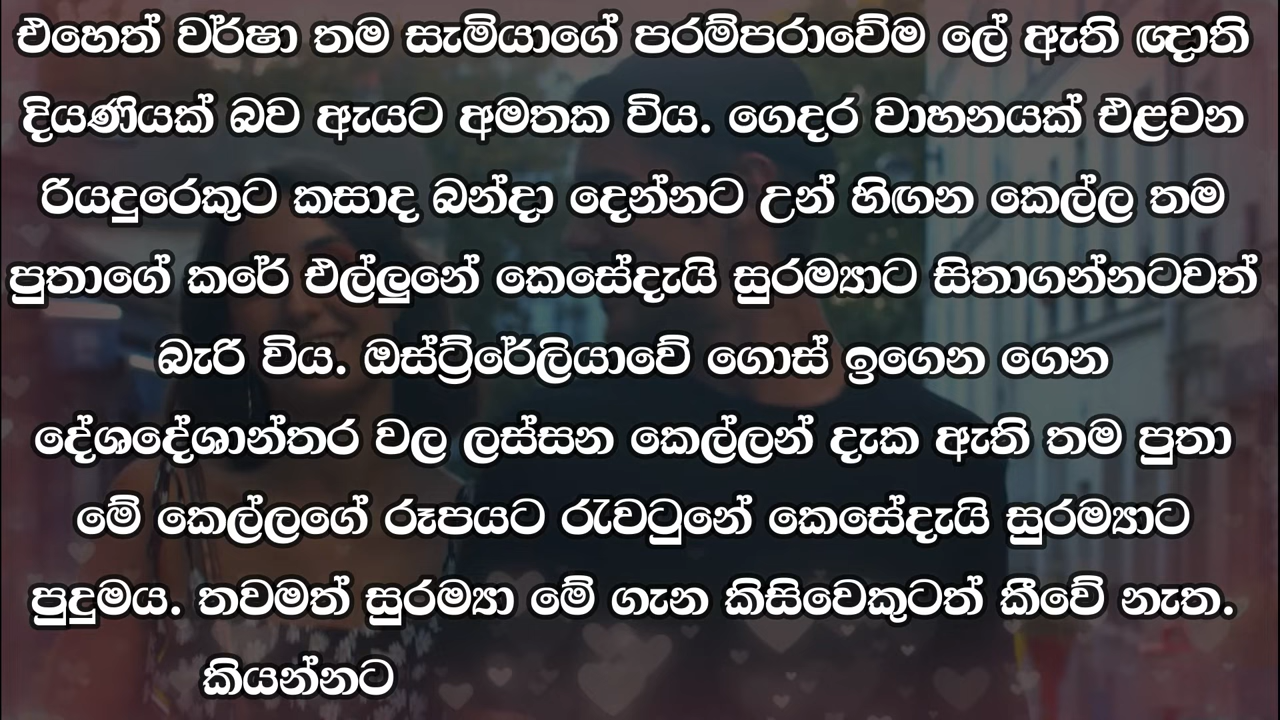 එහෙත් වර්ෂා තම සැමියාගේ පරම්පරාවේම ලේ ඇති ඥාති
දියණියක් බව ඇයට අමතක විය. ගෙදර වාහනයක් එළවන
රියදුරෙකුට කසාද බන්දා දෙන්නට උන් හිඟන කෙල්ල තම
පුතාගේ කරේ එල්ලුනේ කෙසේදැයි සුරම්‍යාට සිතාගන්නටවත්
බැරි විය. ඔස්ට්‍රේලියාවේ ගොස් ඉගෙන ගෙන
දේශදේශාන්තර වල ලස්සන කෙල්ලන් දැක ඇති තම පුතා
මේ කෙල්ලගේ රූපයට රැවටුනේ කෙසේදැයි සුරම්‍යාට
පුදුමය. තවමත් සුරම්‍යා මේ ගැන කිසිවෙකුටත් කීවේ නැත.
කියන්නට